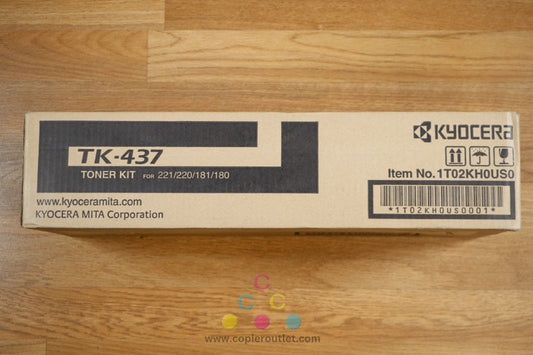 TK-437
TONER KIT FOR 221/220/181/180
www.kyoceramita.com
KYOCERA MITA Corporation
KYOCERA
Item No.1T02KH0US0
*1T02KH0US0001*
C
C C
www.copieroutlet.com